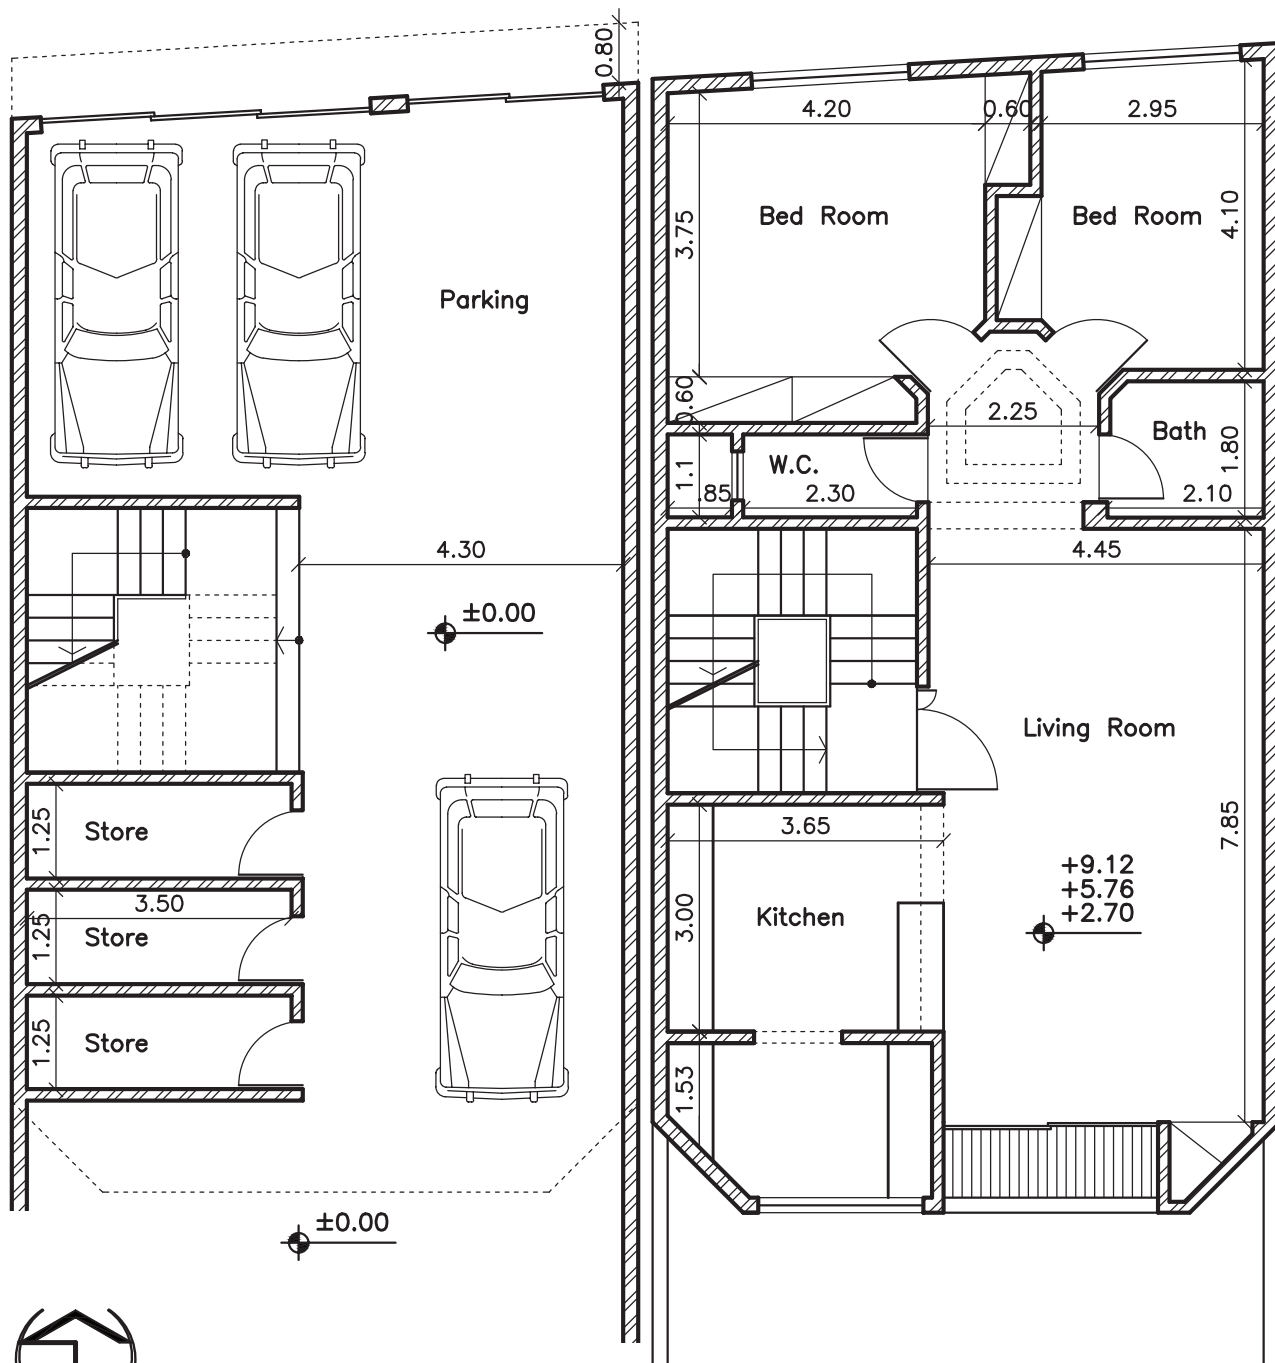 0.80
Parking
4.30
±0.00
1.25
Store
3.50
1.25
Store
1.25
Store
±0.00
4.20
0.60
2.95
3.75
Bed Room
Bed Room
4.10
0.60
2.25
Bath
1.80
W.C.
1.1
.85
2.30
2.10
4.45
Living Room
3.65
7.85
+9.12
+5.76
+2.70
3.00
Kitchen
1.53